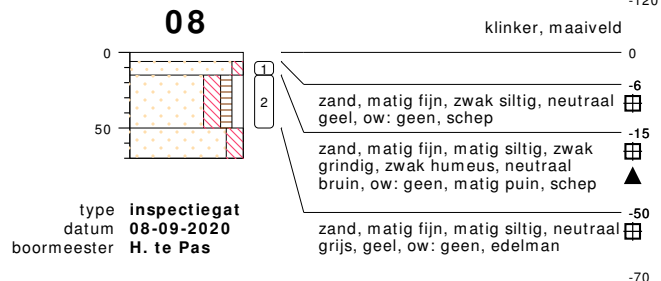 -120
08
klinker, maaiveld
0
0
1
-6
zand, matig fijn, zwak siltig, neutraal
geel, ow: geen, schep
2
50
-15
zand, matig fijn, matig siltig, zwak
grindig, zwak humeus, neutraal
bruin, ow: geen, matig puin, schep
-50
zand, matig fijn, matig siltig, neutraal
grijs, geel, ow: geen, edelman
-70
type inspectiegat
datum 08-09-2020
boormeester H. te Pas